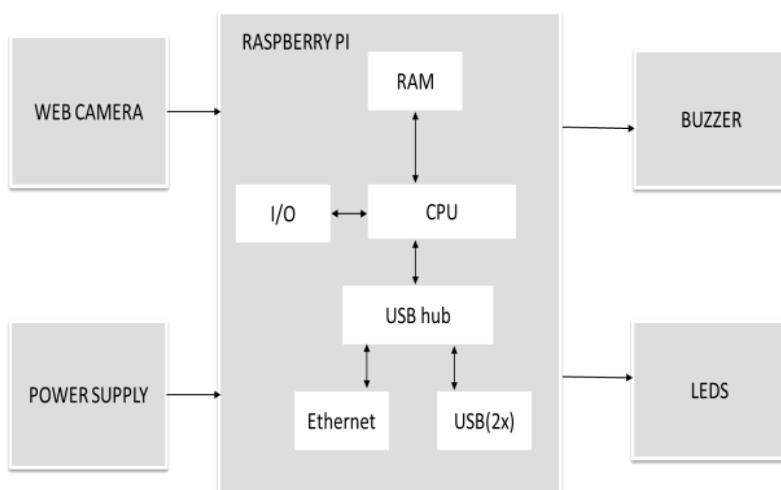 RASPBERRY PI
RAM
WEB CAMERA
BUZZER
I/O
CPU
USB hub
POWER SUPPLY
LEDS
Ethernet
USB(2x)